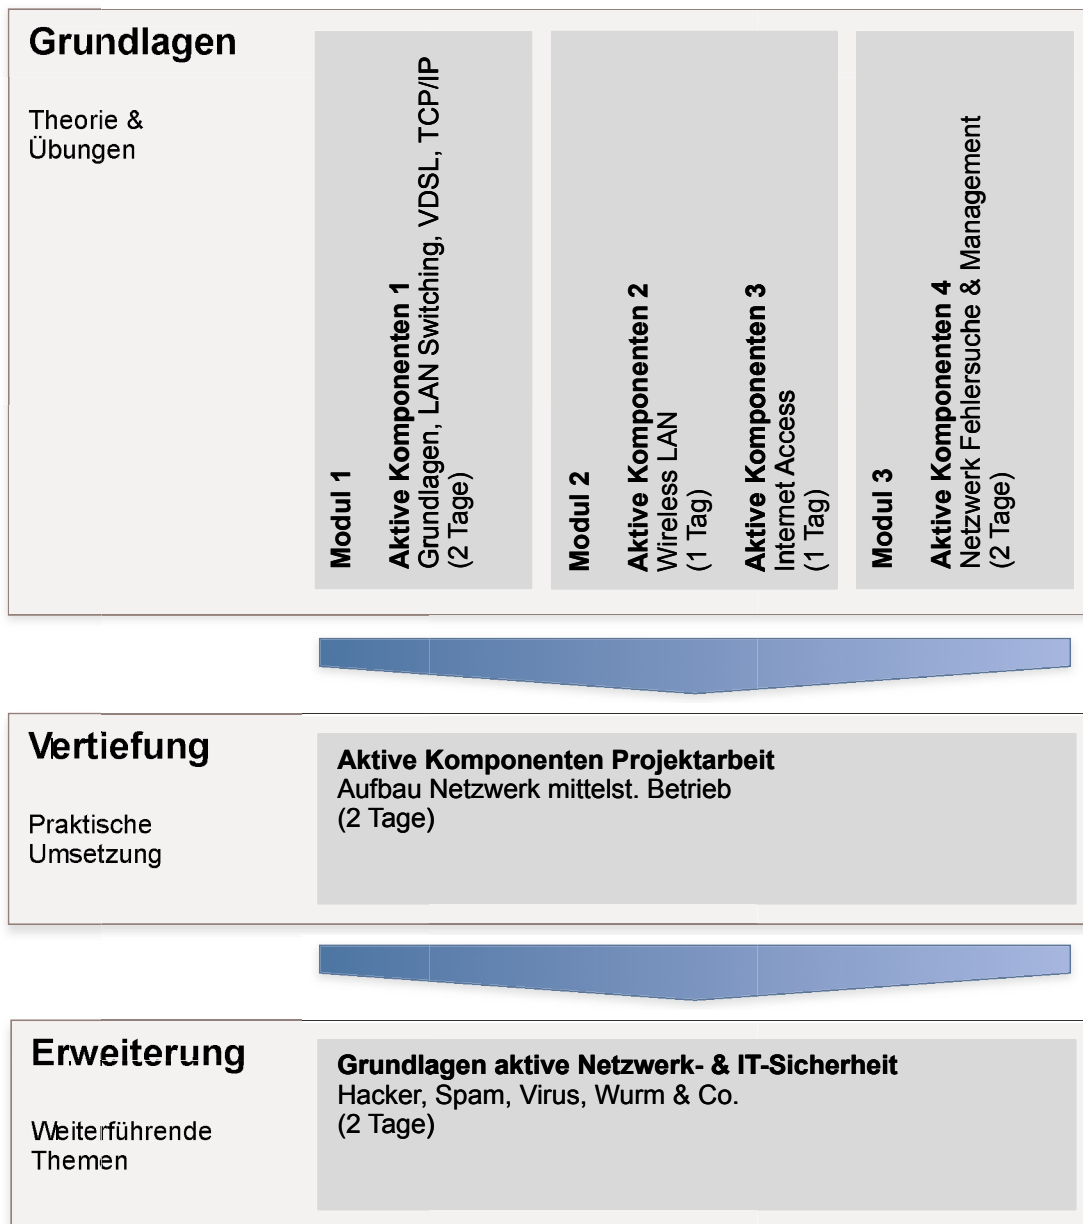 Grundlagen
Theorie &
Übungen
Modul 1
Aktive Komponenten 1
Grundlagen, LAN Switching, VDSL, TCP/IP
(2 Tage)
Modul 2
Aktive Komponenten 2
Wireless LAN
(1 Tag)
Aktive Komponenten 3
Internet Access
(1 Tag)
Modul 3
Aktive Komponenten 4
Netzwerk Fehlersuche & Management
(2 Tage)
Vertiefung
Praktische
Umsetzung
Aktive Komponenten Projektarbeit
Aufbau Netzwerk mittelst. Betrieb
(2 Tage)
Erweiterung
Weiterführende
Themen
Grundlagen aktive Netzwerk- & IT-Sicherheit
Hacker, Spam, Virus, Wurm & Co.
(2 Tage)